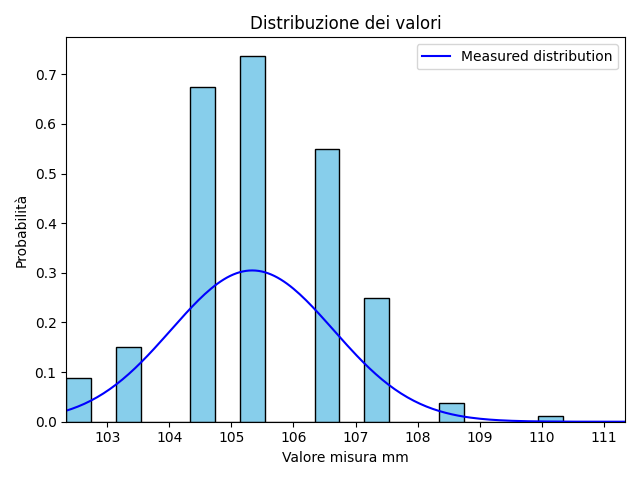 Distribuzione dei valori
Measured distribution
Probabilità
0.7
0.6
0.5
0.4
0.3
0.2
0.1
0.0
103 104 105 106 107 108 109 110 111
Valore misura mm